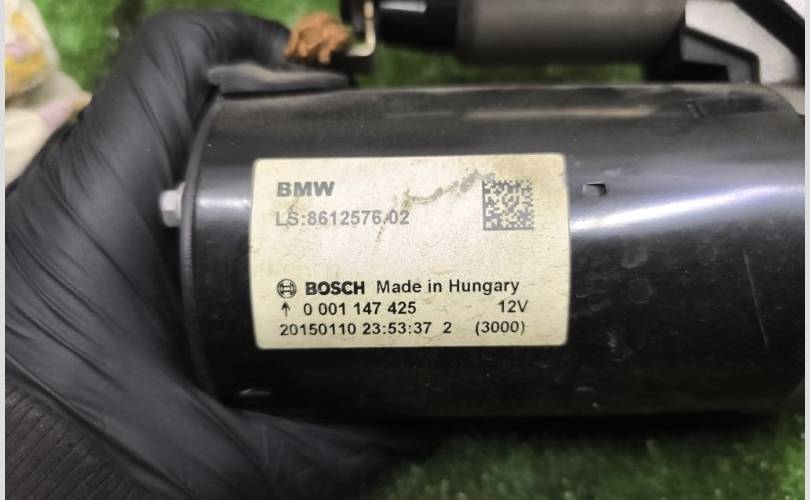 BMW
LS:8612576.02
BOSCH Made in Hungary
↑ 0 001 147 425 12V
20150110 23:53:37 2 (3000)